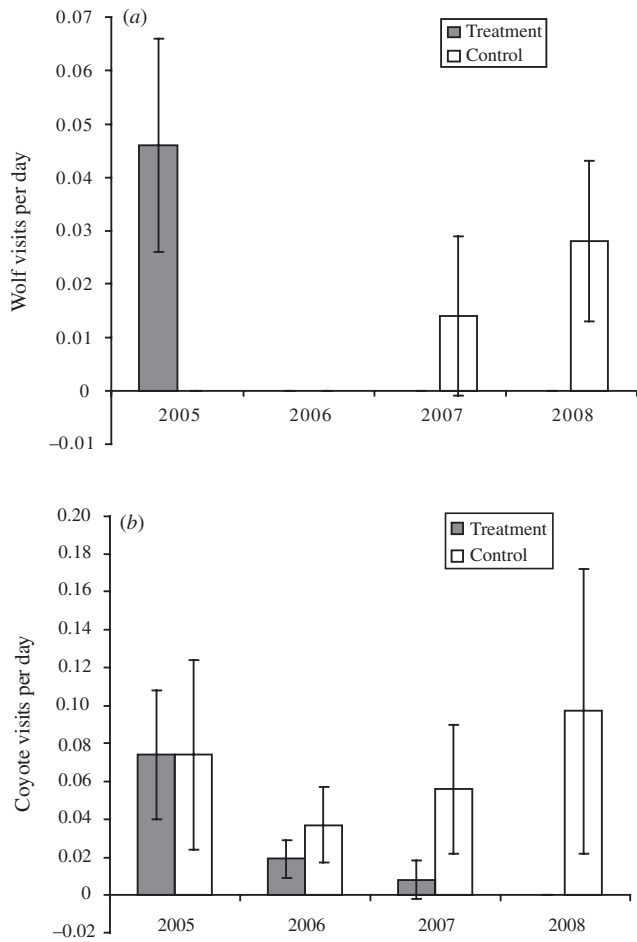 (a)
Treatment
Control
0.07
0.06
0.05
0.04
0.03
0.02
0.01
0
–0.01
Wolf visits per day
2005 2006 2007 2008
(b)
Treatment
Control
0.20
0.18
0.16
0.14
0.12
0.10
0.08
0.06
0.04
0.02
0
–0.02
Coyote visits per day
2005 2006 2007 2008